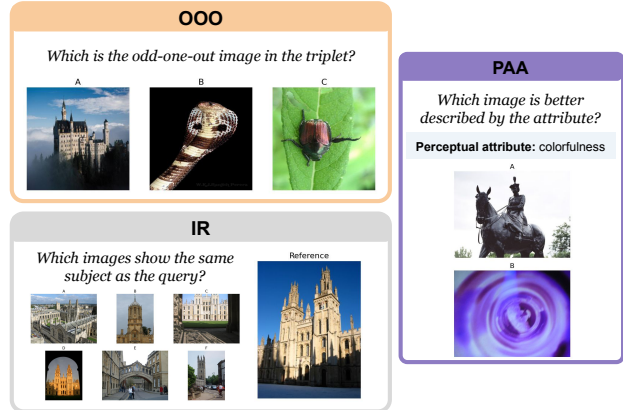 OOO
Which is the odd-one-out image in the triplet?
A
B
C
IR
Which images show the same
subject as the query?
A
B
C
D
E
F
Reference
PAA
Which image is better
described by the attribute?
Perceptual attribute: colorfulness
A
B